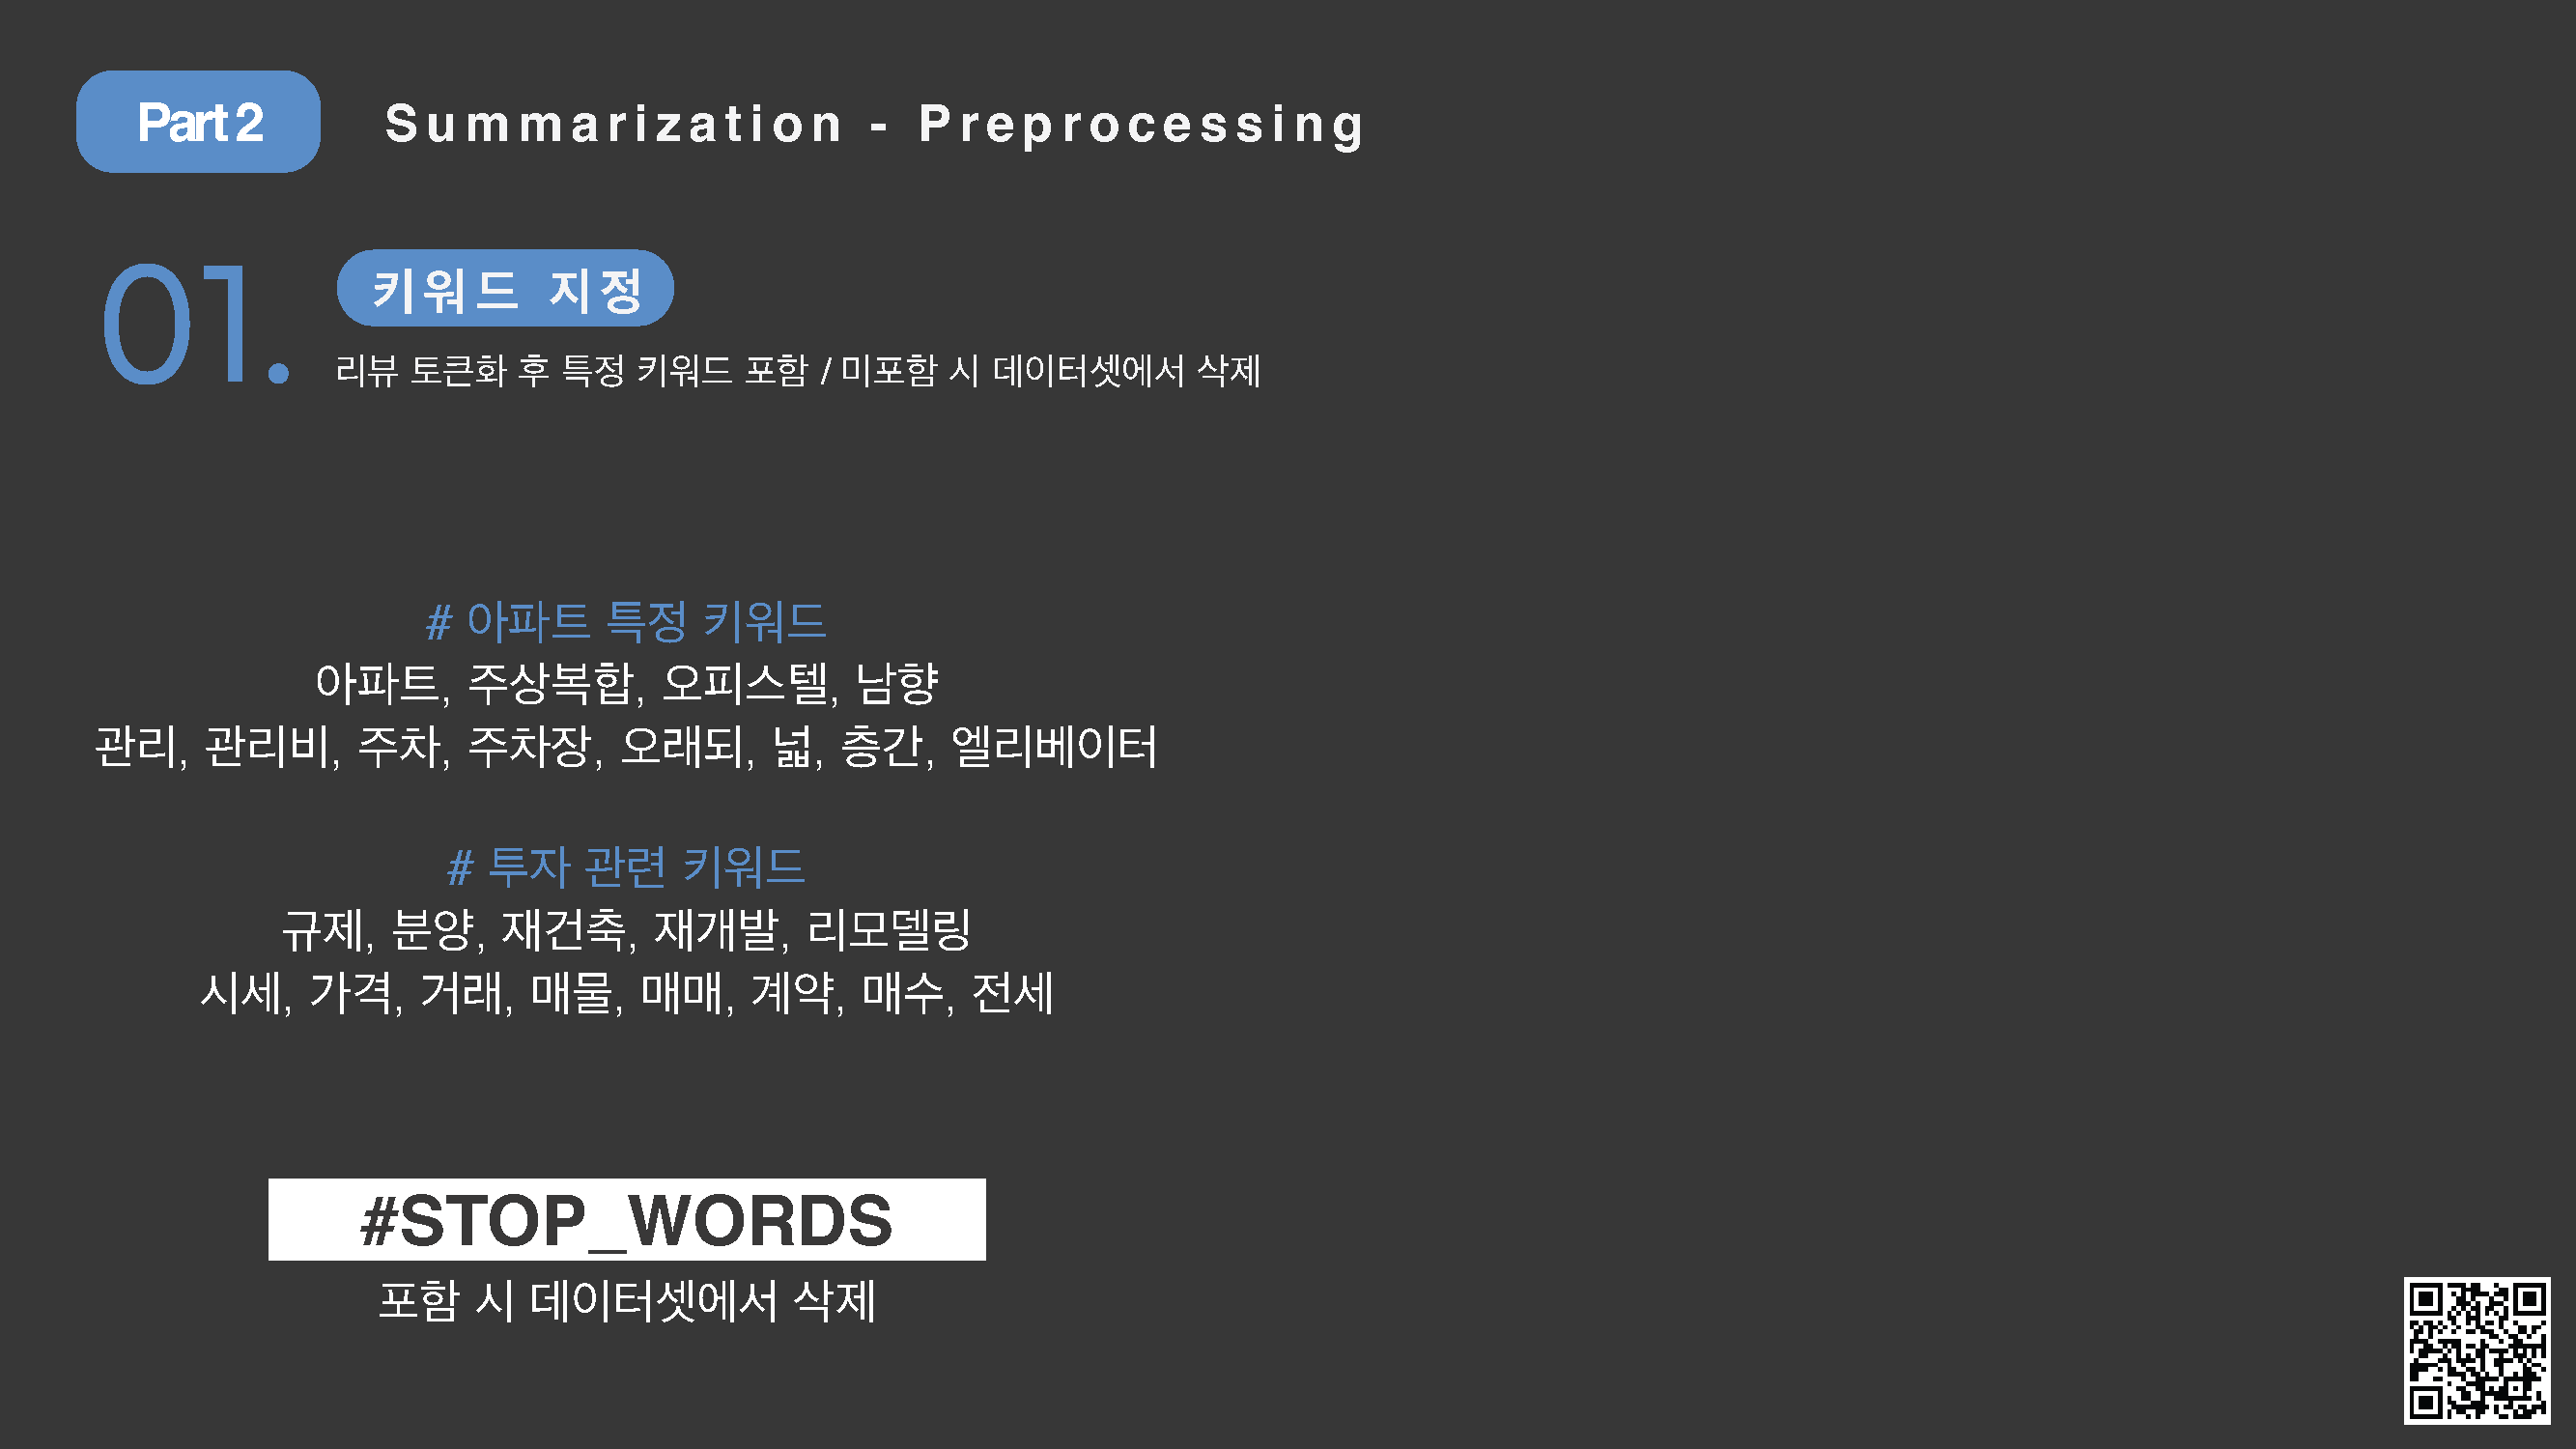 Part 2
Summarization - Preprocessing
01.
키워드 지정
리뷰 토큰화 후 특정 키워드 포함 / 미포함 시 데이터셋에서 삭제
# 아파트 특정 키워드
아파트, 주상복합, 오피스텔, 남향
관리, 관리비, 주차, 주차장, 오래되, 넓, 층간, 엘리베이터
# 투자 관련 키워드
규제, 분양, 재건축, 재개발, 리모델링
시세, 가격, 거래, 매물, 매매, 계약, 매수, 전세
#STOP_WORDS
포함 시 데이터셋에서 삭제